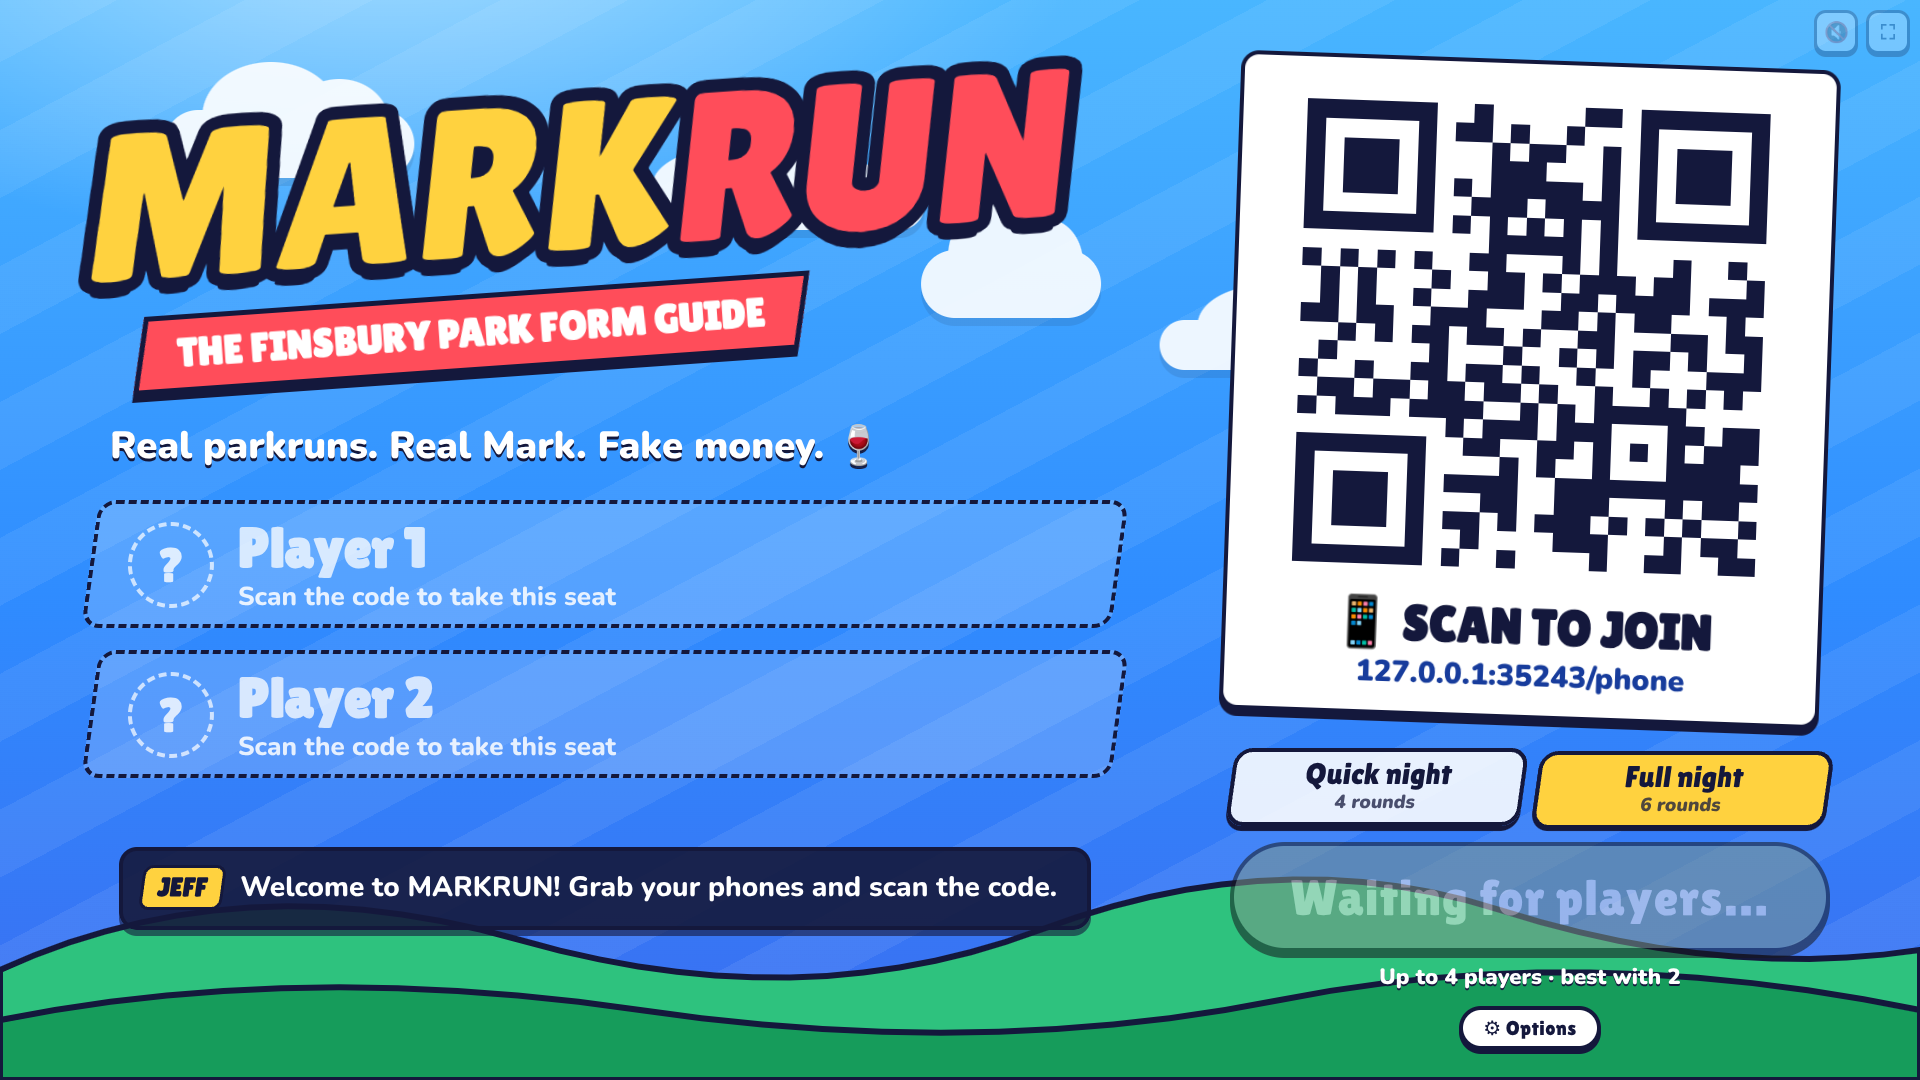 MARKRUN
THE FINSBURY PARK FORM GUIDE
Real parkruns. Real Mark. Fake money.
?
Player 1
Scan the code to take this seat
?
Player 2
Scan the code to take this seat
JEFF
Welcome to MARKRUN! Grab your phones and scan the code.
SCAN TO JOIN
127.0.0.1:35243/phone
Quick night
4 rounds
Full night
6 rounds
Waiting for players...
Up to 4 players · best with 2
⚙ Options